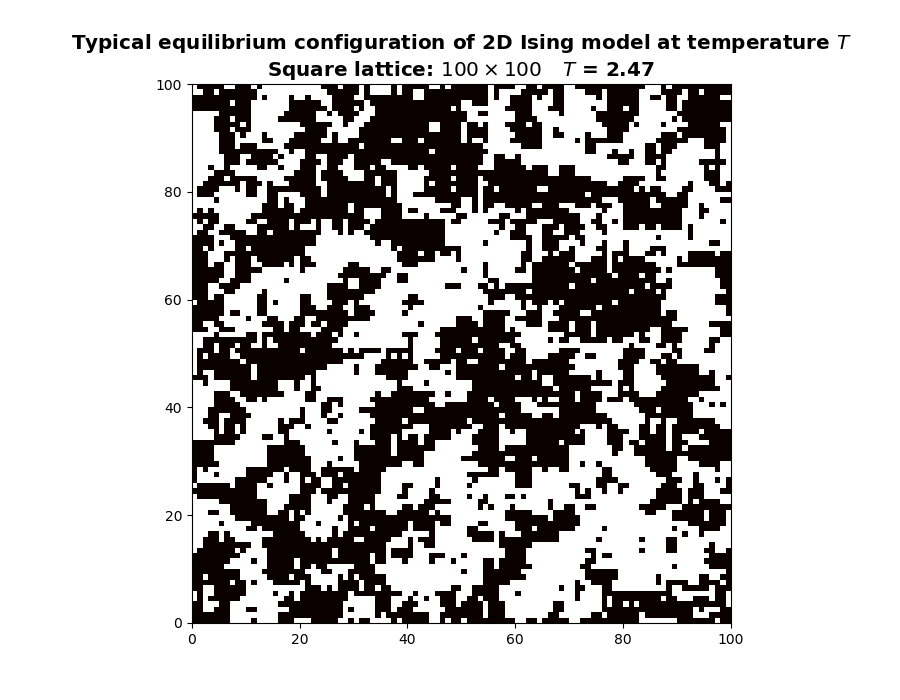 Typical equilibrium configuration of 2D Ising model at temperature T
Square lattice: 100 × 100 T = 2.47
100
80
60
40
20
0
0 20 40 60 80 100